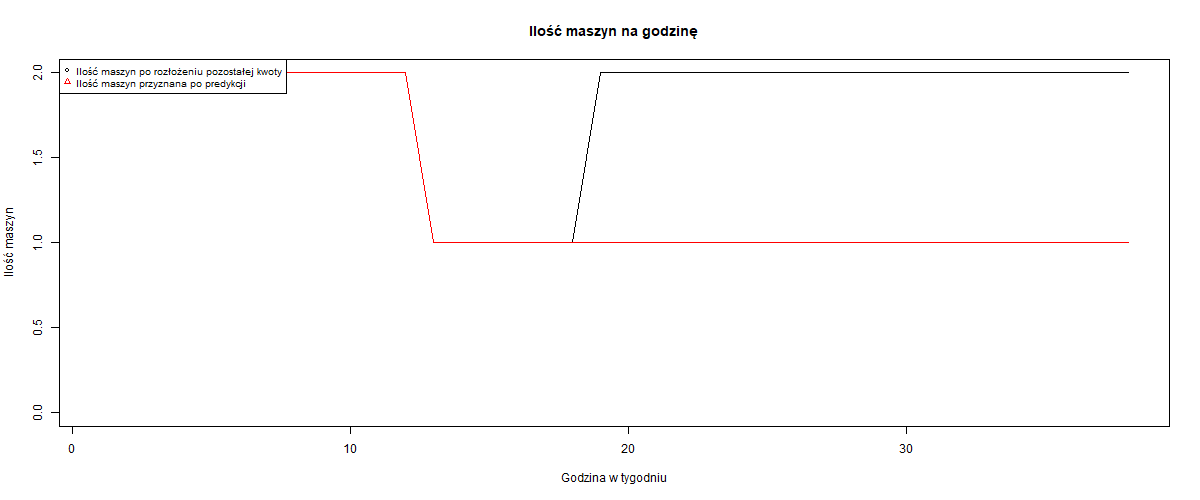 Ilość maszyn na godzinę
Ilość maszyn po rozłożeniu pozostałej kwoty
Ilość maszyn przyznana po predykcji
2.0
1.5
1.0
0.5
0.0
Ilość maszyn
0 10 20 30
Godzina w tygodniu